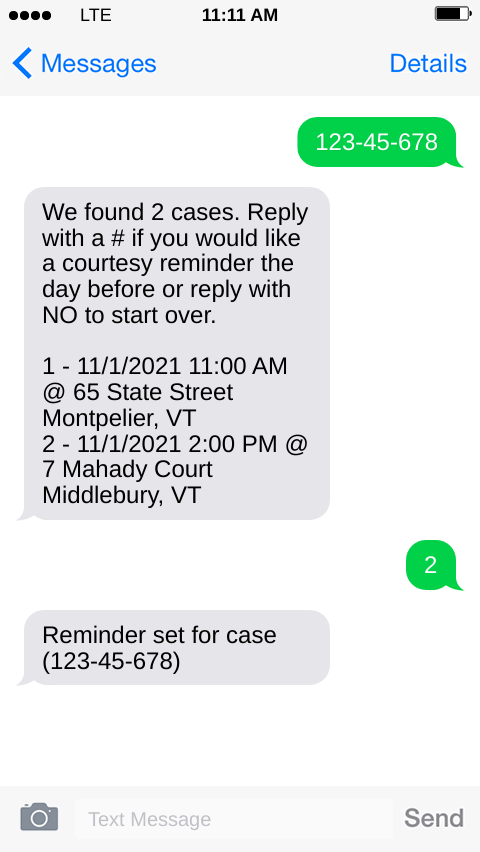 LTE 11:11 AM
Messages Details
123-45-678
We found 2 cases. Reply
with a # if you would like
a courtesy reminder the
day before or reply with
NO to start over.
1 - 11/1/2021 11:00 AM
@ 65 State Street
Montpelier, VT
2 - 11/1/2021 2:00 PM @
7 Mahady Court
Middlebury, VT
2
Reminder set for case
(123-45-678)
Text Message Send